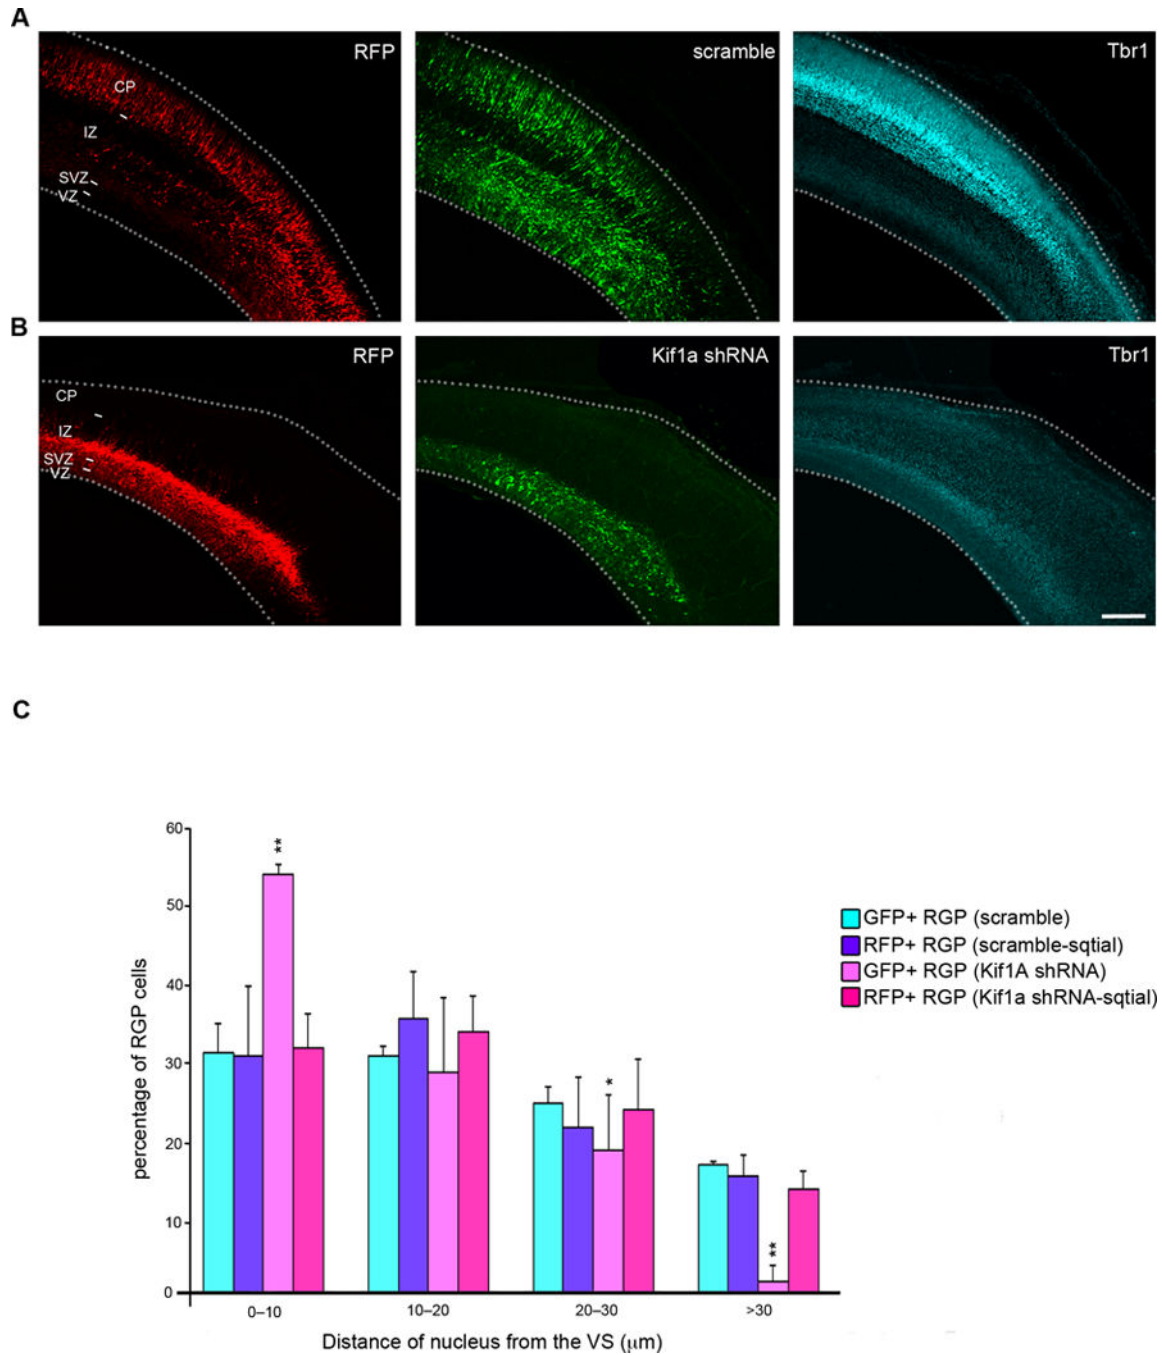 A
RFP
scramble
Tbr1
CP
IZ
SVZ
VZ
B
RFP
Kif1a shRNA
Tbr1
CP
IZ
SVZ
VZ
C
percentage of RGP cells
60
50
40
30
20
10
0
**
*
**
0–10
10–20
20–30
>30
Distance of nucleus from the VS (μm)
GFP+ RGP (scramble)
RFP+ RGP (scramble-sqtial)
GFP+ RGP (Kif1A shRNA)
RFP+ RGP (Kif1a shRNA-sqtial)